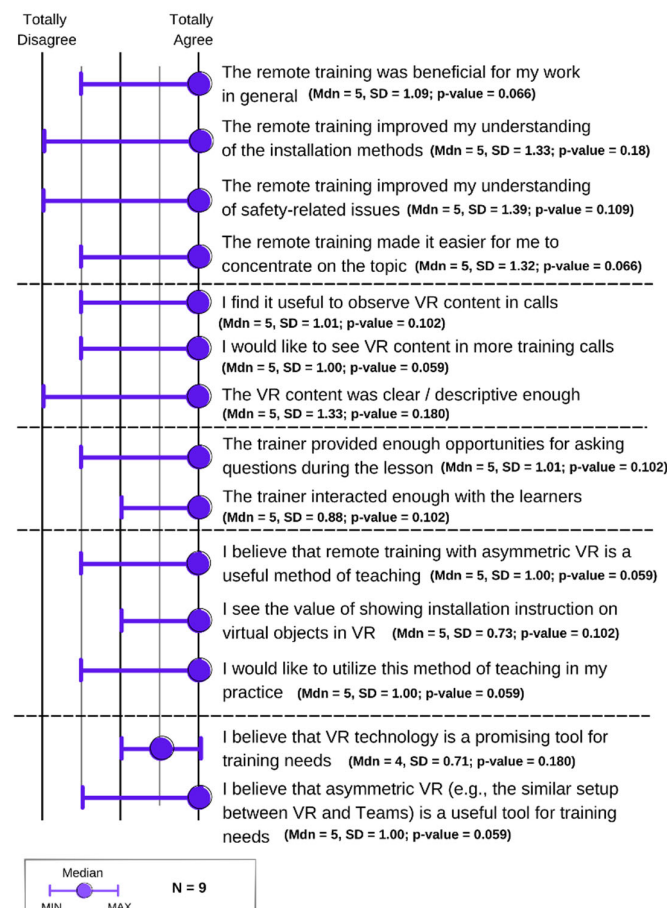 Totally
Disagree
Totally
Agree
The remote training was beneficial for my work
in general (Mdn = 5, SD = 1.09; p-value = 0.066)
The remote training improved my understanding
of the installation methods (Mdn = 5, SD = 1.33; p-value = 0.18)
The remote training improved my understanding
of safety-related issues (Mdn = 5, SD = 1.39; p-value = 0.109)
The remote training made it easier for me to
concentrate on the topic (Mdn = 5, SD = 1.32; p-value = 0.066)
I find it useful to observe VR content in calls
(Mdn = 5, SD = 1.01; p-value = 0.102)
I would like to see VR content in more training calls
(Mdn = 5, SD = 1.00; p-value = 0.059)
The VR content was clear / descriptive enough
(Mdn = 5, SD = 1.33; p-value = 0.180)
The trainer provided enough opportunities for asking
questions during the lesson (Mdn = 5, SD = 1.01; p-value = 0.102)
The trainer interacted enough with the learners
(Mdn = 5, SD = 0.88; p-value = 0.102)
I believe that remote training with asymmetric VR is a
useful method of teaching (Mdn = 5, SD = 1.00; p-value = 0.059)
I see the value of showing installation instruction on
virtual objects in VR (Mdn = 5, SD = 0.73; p-value = 0.102)
I would like to utilize this method of teaching in my
practice (Mdn = 5, SD = 1.00; p-value = 0.059)
I believe that VR technology is a promising tool for
training needs (Mdn = 4, SD = 0.71; p-value = 0.180)
I believe that asymmetric VR (e.g., the similar setup
between VR and Teams) is a useful tool for training
needs (Mdn = 5, SD = 1.00; p-value = 0.059)
Median
N = 9
MIN MAX